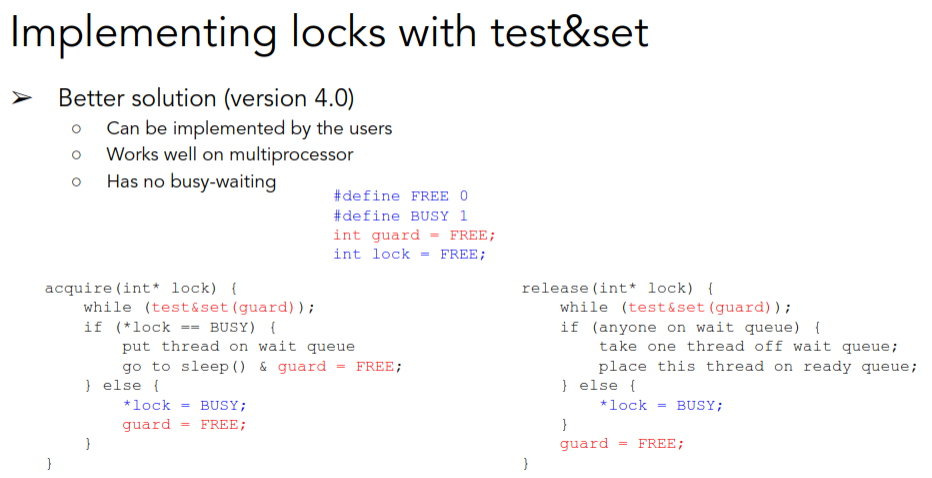 Implementing locks with test&set
➢ Better solution (version 4.0)
○ Can be implemented by the users
○ Works well on multiprocessor
○ Has no busy-waiting
#define FREE 0
#define BUSY 1
int guard = FREE;
int lock = FREE;
acquire(int* lock) {
while (test&set(guard));
if (*lock == BUSY) {
put thread on wait queue
go to sleep() & guard = FREE;
} else {
*lock = BUSY;
guard = FREE;
}
}
release(int* lock) {
while (test&set(guard));
if (anyone on wait queue) {
take one thread off wait queue;
place this thread on ready queue;
} else {
*lock = BUSY;
}
guard = FREE;
}